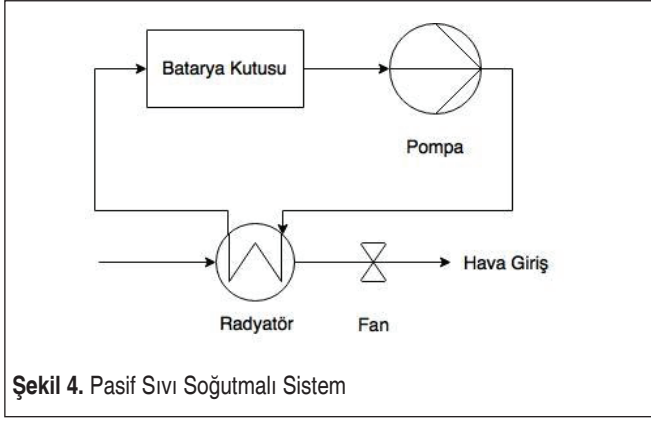 Batarya Kutusu
Pompa
Hava Giriş
Radyatör
Fan
Şekil 4. Pasif Sıvı Soğutmalı Sistem